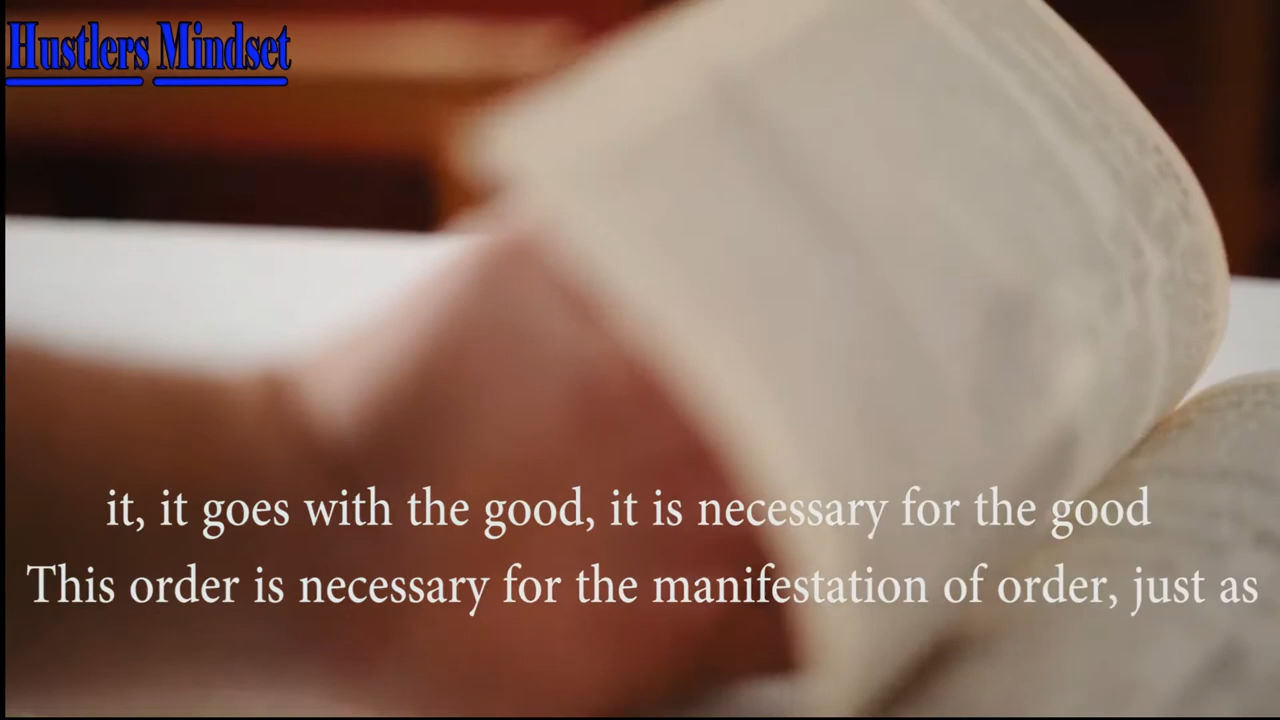 Hustlers Mindset
it, it goes with the good, it is necessary for the good
This order is necessary for the manifestation of order, just as